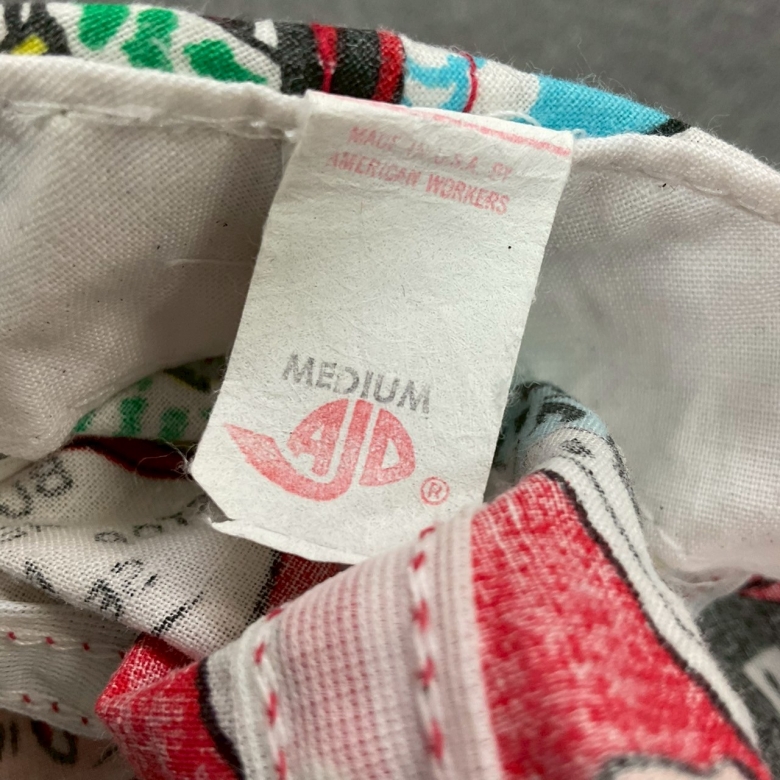 MADE IN U.S.A. BY
AMERICAN WORKERS
MEDIUM
AJD
®